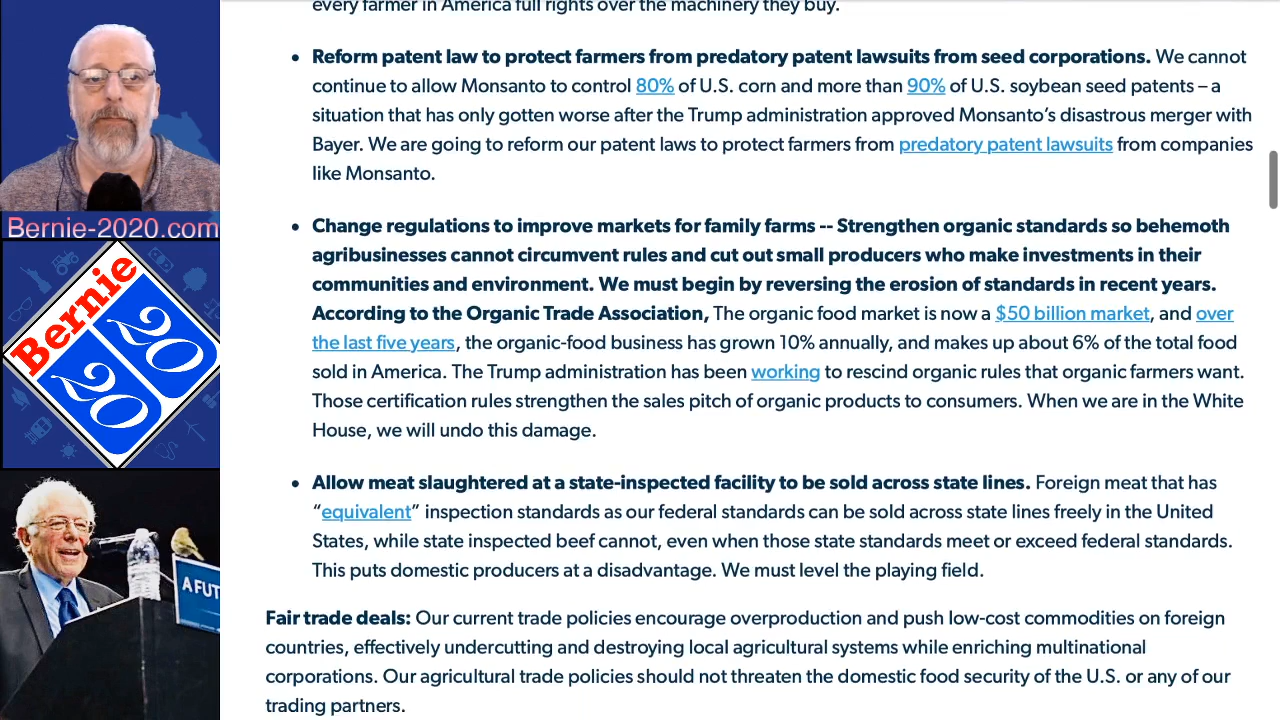 every farmer in America full rights over the machinery they buy.
Reform patent law to protect farmers from predatory patent lawsuits from seed corporations. We cannot
continue to allow Monsanto to control 80% of U.S. corn and more than 90% of U.S. soybean seed patents – a
situation that has only gotten worse after the Trump administration approved Monsanto’s disastrous merger with
Bayer. We are going to reform our patent laws to protect farmers from predatory patent lawsuits from companies
like Monsanto.
Change regulations to improve markets for family farms -- Strengthen organic standards so behemoth
agribusinesses cannot circumvent rules and cut out small producers who make investments in their
communities and environment. We must begin by reversing the erosion of standards in recent years.
According to the Organic Trade Association, The organic food market is now a $50 billion market, and over
the last five years, the organic-food business has grown 10% annually, and makes up about 6% of the total food
sold in America. The Trump administration has been working to rescind organic rules that organic farmers want.
Those certification rules strengthen the sales pitch of organic products to consumers. When we are in the White
House, we will undo this damage.
Allow meat slaughtered at a state-inspected facility to be sold across state lines. Foreign meat that has
“equivalent” inspection standards as our federal standards can be sold across state lines freely in the United
States, while state inspected beef cannot, even when those state standards meet or exceed federal standards.
This puts domestic producers at a disadvantage. We must level the playing field.
Fair trade deals: Our current trade policies encourage overproduction and push low-cost commodities on foreign
countries, effectively undercutting and destroying local agricultural systems while enriching multinational
corporations. Our agricultural trade policies should not threaten the domestic food security of the U.S. or any of our
trading partners.
Bernie-2020.com
Bernie
20
20
A FUT